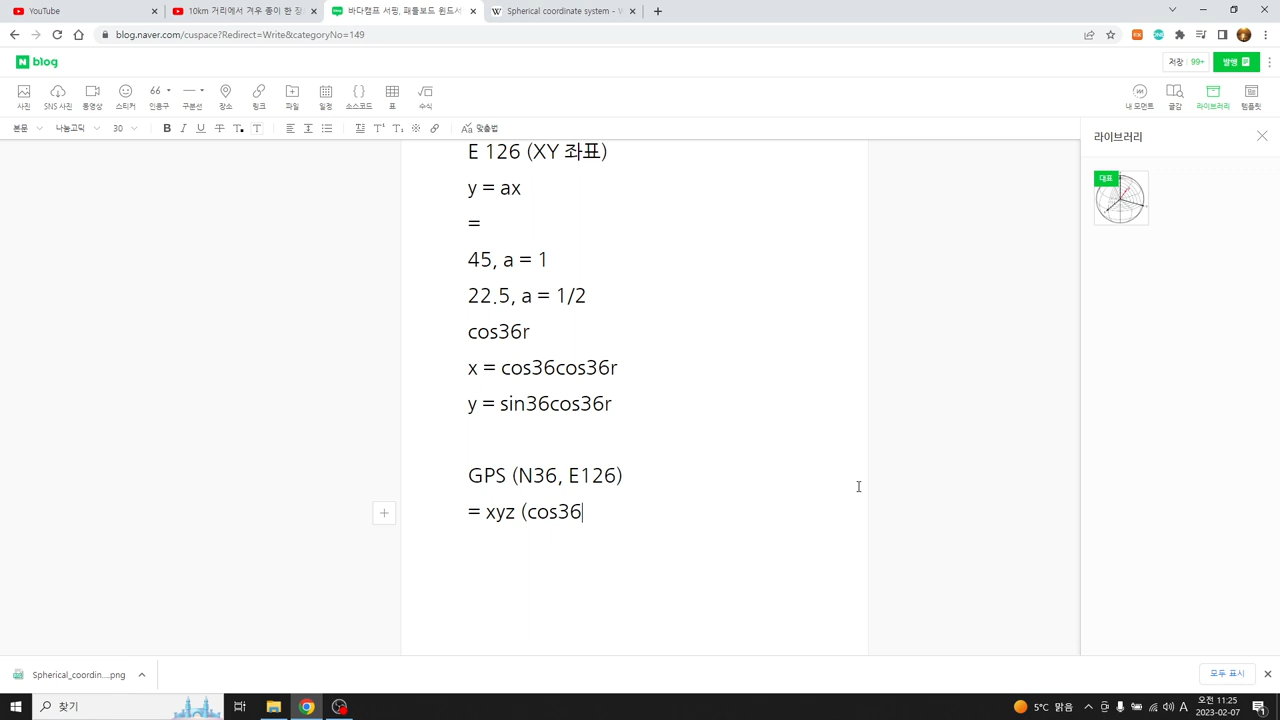 YouTube
10km 거리에서 겨우 종이 한 장
바다캠프 서핑, 패들보드 윈드서
Spherical coordinate system - W
blog.naver.com/cuspace?Redirect=Write&categoryNo=149
N blog
저장 99+
발행
사진
SNS 사진
동영상
스티커
66
인용구
구분선
장소
링크
파일
일정
소스코드
표
수식
내 모먼트
글감
라이브러리
템플릿
본문
나눔고딕
30
B I U T T. T
T¹ T₁
맞춤법
라이브러리
대표
E 126 (XY 좌표)
y = ax
=
45, a = 1
22.5, a = 1/2
cos36r
x = cos36cos36r
y = sin36cos36r
GPS (N36, E126)
= xyz (cos36
Spherical_coordin....png
모두 표시
찾기
5°C 맑음
A
오전 11:25
2023-02-07
1